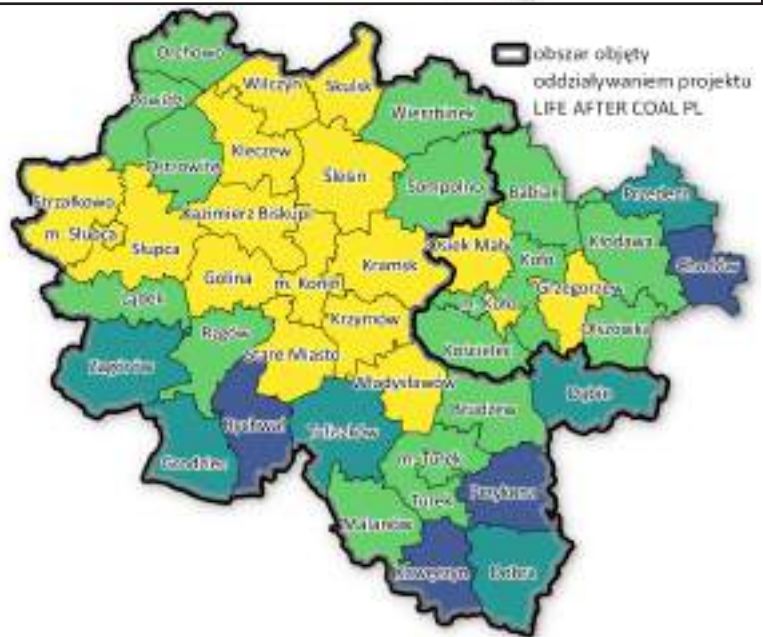 obszar objęty
oddziaływaniem projektu
LIFE AFTER COAL PL
Orchowo
Wilczyn
Skulsk
Powidz
Wierzbinek
Kleczew
Ostrowite
Ślesin
Sompolno
Babiak
Przedecz
Strzałkowo
Kazimierz Biskupi
m. Słupca
Słupca
Osiek Mały
Kłodawa
Chodów
Koło
Kramsk
Golina
m. Konin
Grzegorzew
Lądek
m. Koło
Krzymów
Rzgów
Olszówka
Stare Miasto
Kościelec
Zagórów
Władysławów
Dąbie
Rychwał
Tuliszków
Brudzew
Grodziec
m. Turek
Przykona
Turek
Malanów
Kawęczyn
Dobra